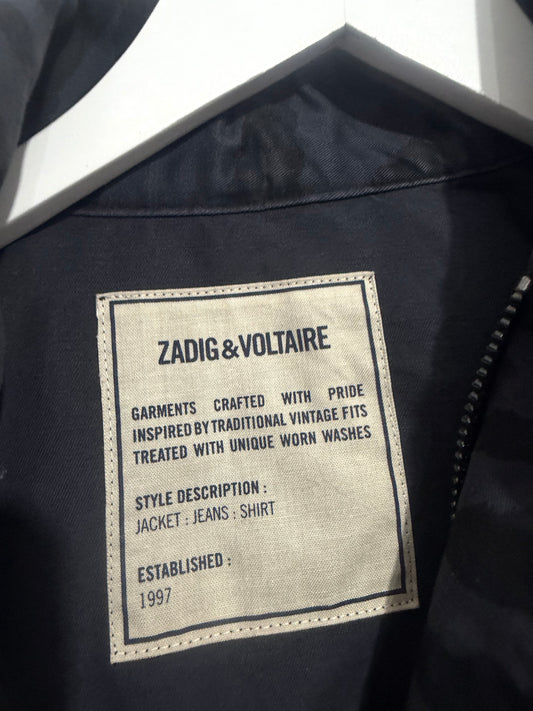 ZADIG&VOLTAIRE
GARMENTS CRAFTED WITH PRIDE
INSPIRED BY TRADITIONAL VINTAGE FITS
TREATED WITH UNIQUE WORN WASHES
STYLE DESCRIPTION :
JACKET : JEANS : SHIRT
ESTABLISHED :
1997